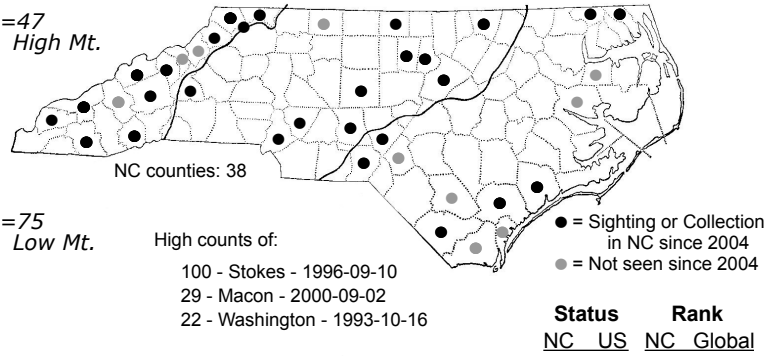 =47
High Mt.
NC counties: 38
=75
Low Mt.
High counts of:
100 - Stokes - 1996-09-10
29 - Macon - 2000-09-02
22 - Washington - 1993-10-16
= Sighting or Collection
in NC since 2004
= Not seen since 2004
Status Rank
NC US NC Global